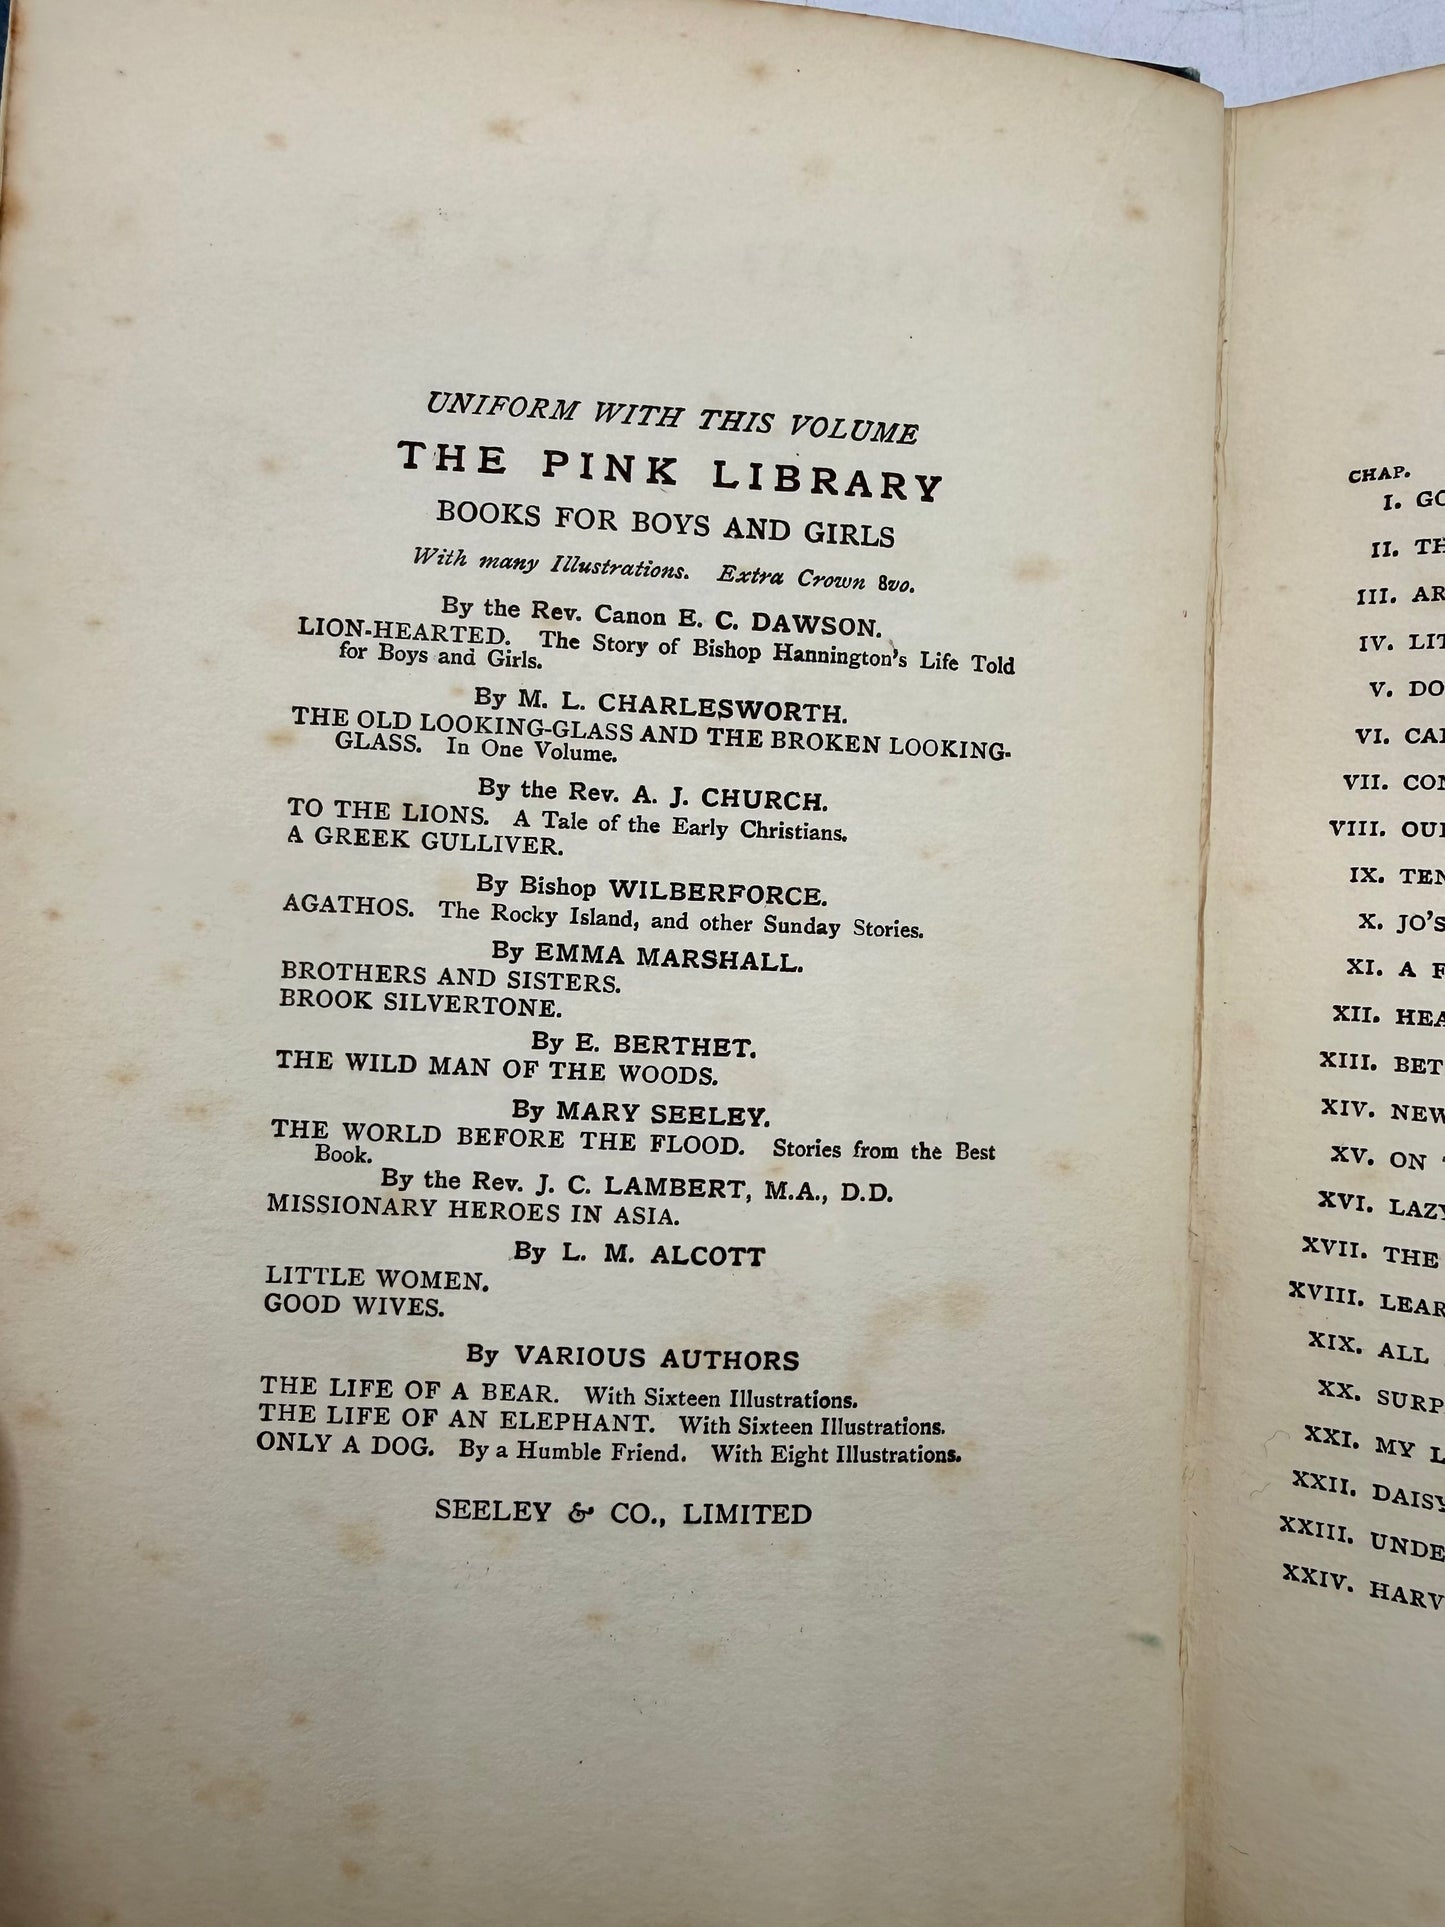 UNIFORM WITH THIS VOLUME
THE PINK LIBRARY
BOOKS FOR BOYS AND GIRLS
With many Illustrations. Extra Crown 8vo.
By the Rev. Canon E. C. DAWSON.
LION-HEARTED. The Story of Bishop Hannington's Life Told
for Boys and Girls.
By M. L. CHARLESWORTH.
THE OLD LOOKING-GLASS AND THE BROKEN LOOKING-
GLASS. In One Volume.
By the Rev. A. J. CHURCH.
TO THE LIONS. A Tale of the Early Christians.
A GREEK GULLIVER.
By Bishop WILBERFORCE.
AGATHOS. The Rocky Island, and other Sunday Stories.
By EMMA MARSHALL.
BROTHERS AND SISTERS.
BROOK SILVERTONE.
By E. BERTHET.
THE WILD MAN OF THE WOODS.
By MARY SEELEY.
THE WORLD BEFORE THE FLOOD. Stories from the Best
Book.
By the Rev. J. C. LAMBERT, M.A., D.D.
MISSIONARY HEROES IN ASIA.
By L. M. ALCOTT
LITTLE WOMEN.
GOOD WIVES.
By VARIOUS AUTHORS
THE LIFE OF A BEAR. With Sixteen Illustrations.
THE LIFE OF AN ELEPHANT. With Sixteen Illustrations.
ONLY A DOG. By a Humble Friend. With Eight Illustrations.
SEELEY & CO., LIMITED
CHAP.
I.
II.
III.
IV.
V.
VI.
VII.
VIII.
IX.
X. JO'S
XI. A
XII.
XIII.
XIV. NEW
XV. ON
XVI. LAZY
XVII. THE
XVIII.
XIX. ALL
XX.
XXI. MY
XXII. DAISY
XXIII.
XXIV.